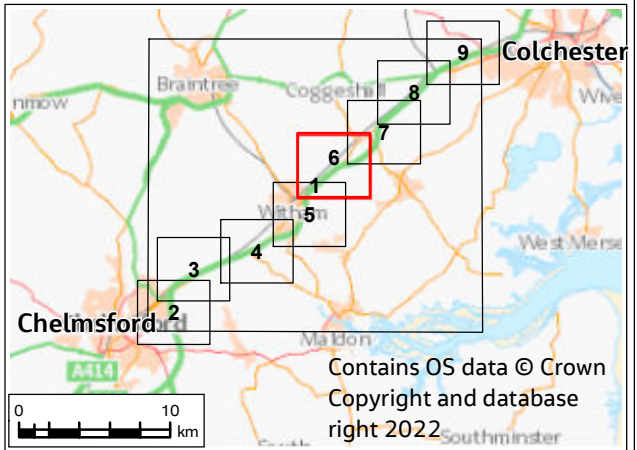 9
Colchester
Braintree
Coggeshall
8
nmow
Wive
7
6
1
Witham
5
West Merse
4
3
2
Chelmsford
Maldon
A414
Contains OS data © Crown
Copyright and database
right 2022
0 10
km
Southminster